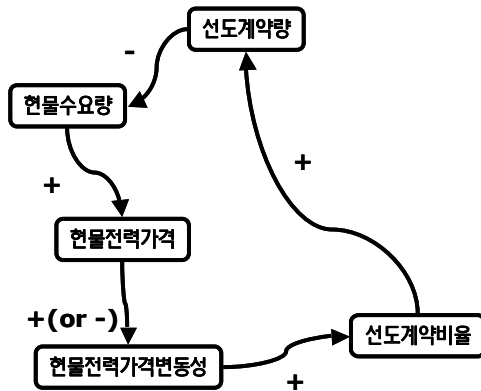 선도계약량
-
현물수요량
+
+
현물전력가격
+(or -)
선도계약비율
현물전력가격변동성
+